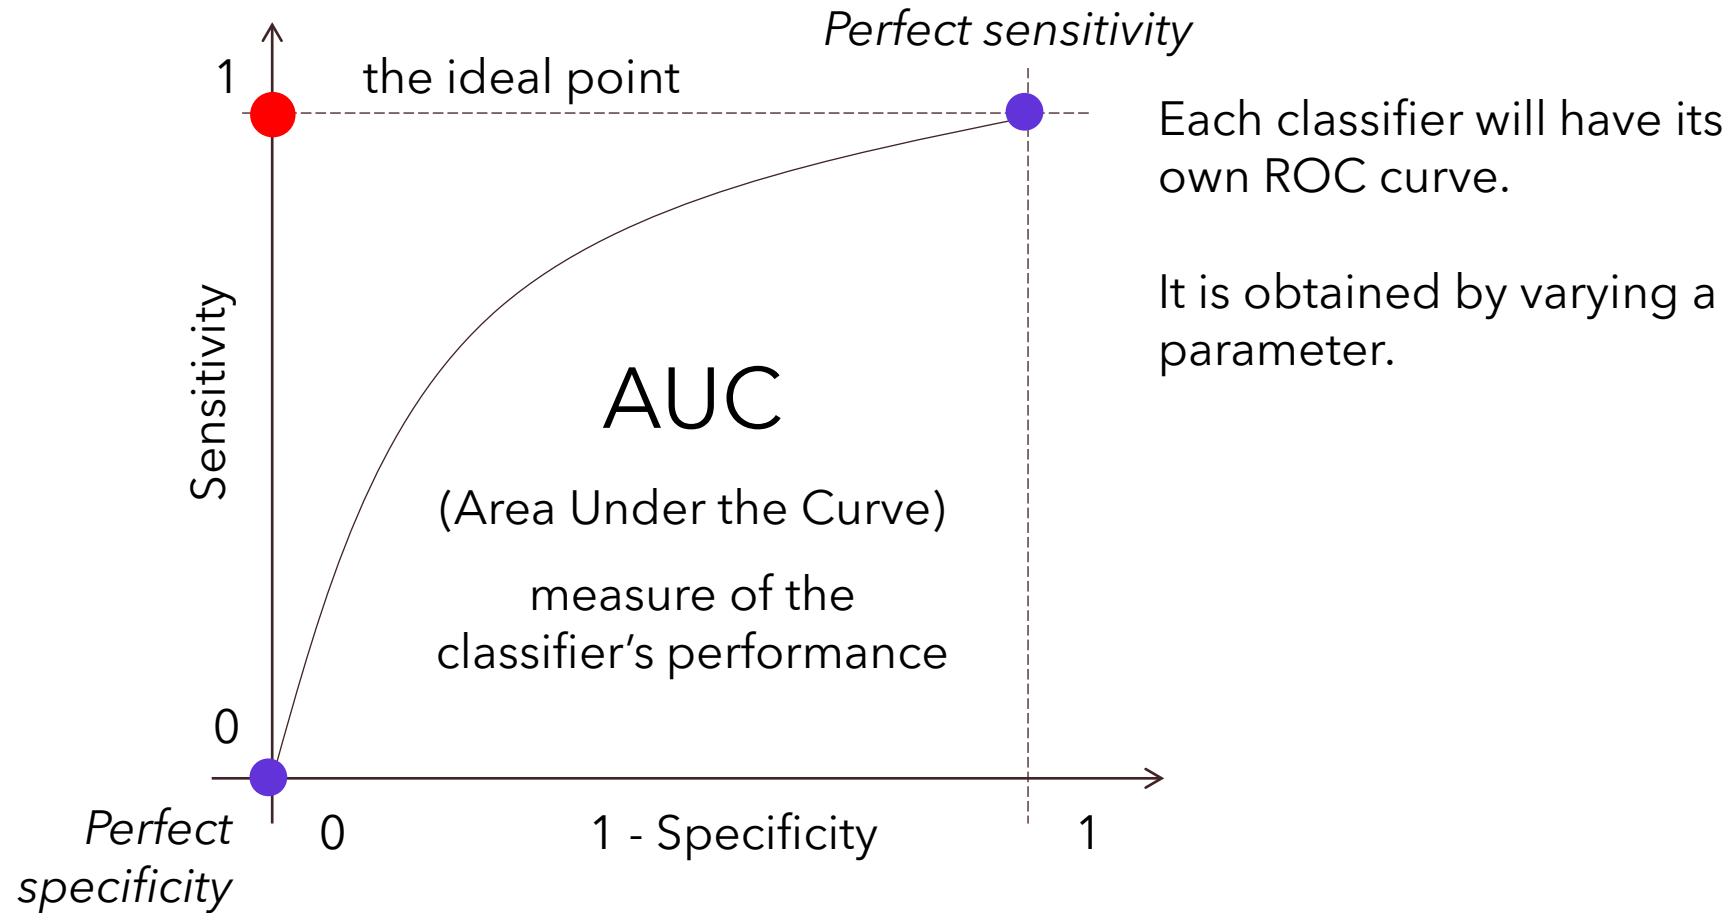 Perfect sensitivity
1
the ideal point
Each classifier will have its
own ROC curve.
It is obtained by varying a
parameter.
Sensitivity
AUC
(Area Under the Curve)
measure of the
classifier’s performance
0
Perfect
specificity
0
1 - Specificity
1